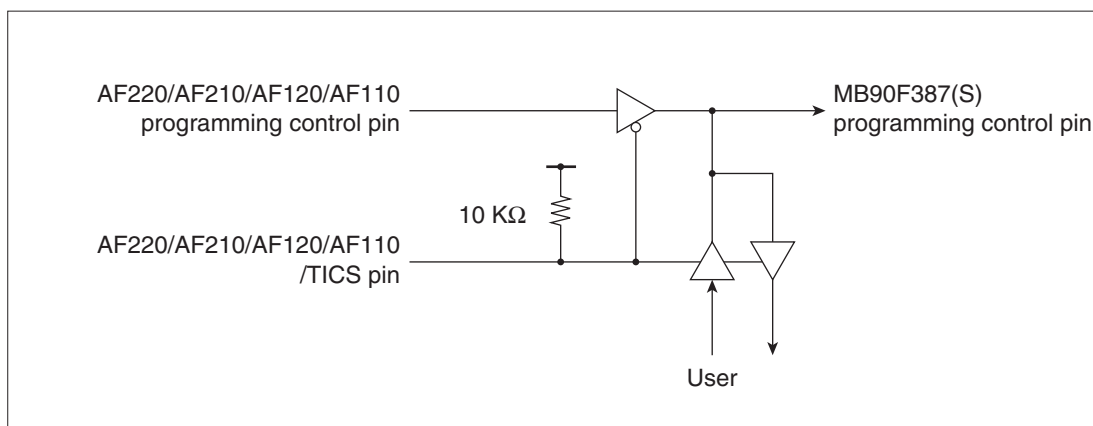 AF220/AF210/AF120/AF110
programming control pin
MB90F387(S)
programming control pin
10 KΩ
AF220/AF210/AF120/AF110
/TICS pin
User